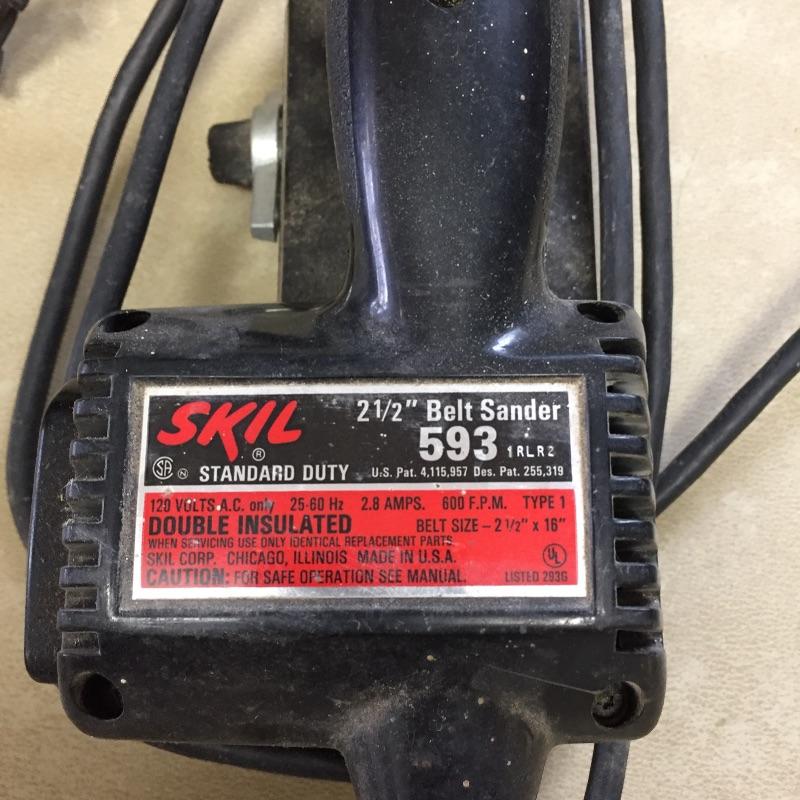 SKIL®
2 1/2" Belt Sander
593 1RLR2
SA N STANDARD DUTY
U.S. Pat. 4,115,957 Des. Pat. 255,319
120 VOLTS A.C. only 25-60 Hz 2.8 AMPS. 600 F.P.M. TYPE 1
DOUBLE INSULATED BELT SIZE – 2 1/2" x 16"
WHEN SERVICING USE ONLY IDENTICAL REPLACEMENT PARTS
SKIL CORP. CHICAGO, ILLINOIS MADE IN U.S.A.
UL
CAUTION: FOR SAFE OPERATION SEE MANUAL.
LISTED 293G